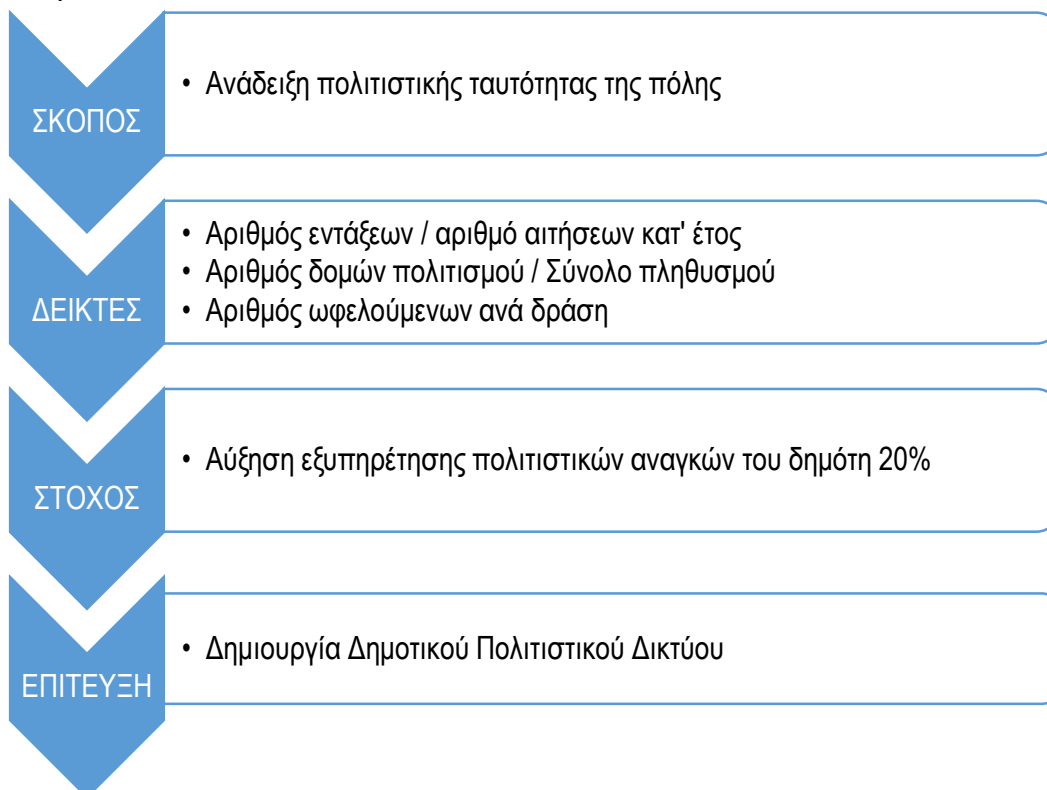 ΣΚΟΠΟΣ
• Ανάδειξη πολιτιστικής ταυτότητας της πόλης
ΔΕΙΚΤΕΣ
• Αριθμός εντάξεων / αριθμό αιτήσεων κατ' έτος
• Αριθμός δομών πολιτισμού / Σύνολο πληθυσμού
• Αριθμός ωφελούμενων ανά δράση
ΣΤΟΧΟΣ
• Αύξηση εξυπηρέτησης πολιτιστικών αναγκών του δημότη 20%
ΕΠΙΤΕΥΞΗ
• Δημιουργία Δημοτικού Πολιτιστικού Δικτύου